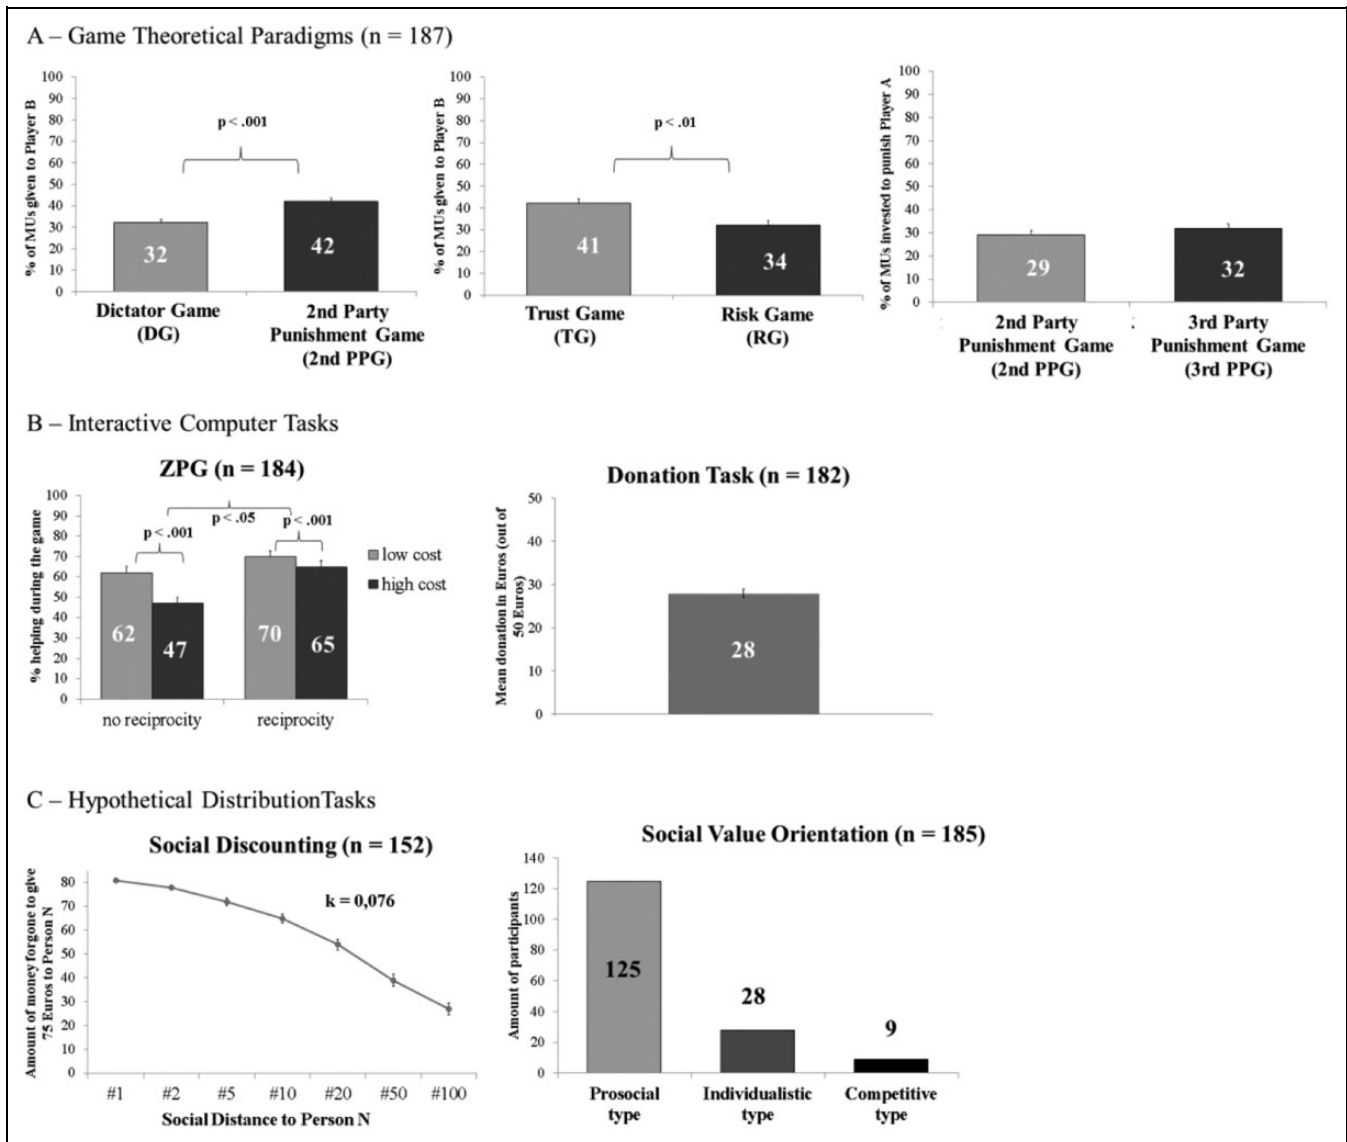 A – Game Theoretical Paradigms (n = 187)
% of MUs given to Player B
100
90
80
70
60
50
40
30
20
10
0
p < .001
32
42
Dictator Game
(DG)
2nd Party
Punishment Game
(2nd PPG)
% of MUs given to Player B
100
90
80
70
60
50
40
30
20
10
0
p < .01
41
34
Trust Game
(TG)
Risk Game
(RG)
% of MUs invested to punish Player A
100
90
80
70
60
50
40
30
20
10
0
29
32
2nd Party
Punishment Game
(2nd PPG)
3rd Party
Punishment Game
(3rd PPG)
B – Interactive Computer Tasks
ZPG (n = 184)
% helping during the game
100
90
80
70
60
50
40
30
20
10
0
p < .001
p < .05
p < .001
62
47
70
65
no reciprocity
reciprocity
low cost
high cost
Donation Task (n = 182)
Mean donation in Euros (out of
50 Euros)
50
40
30
20
10
0
28
C – Hypothetical DistributionTasks
Social Discounting (n = 152)
Amount of money forgone to give
75 Euros to Person N
80
70
60
50
40
30
20
10
0
k = 0,076
#1
#2
#5
#10
#20
#50
#100
Social Distance to Person N
Social Value Orientation (n = 185)
Amount of participants
140
120
100
80
60
40
20
0
125
28
9
Prosocial
type
Individualistic
type
Competitive
type